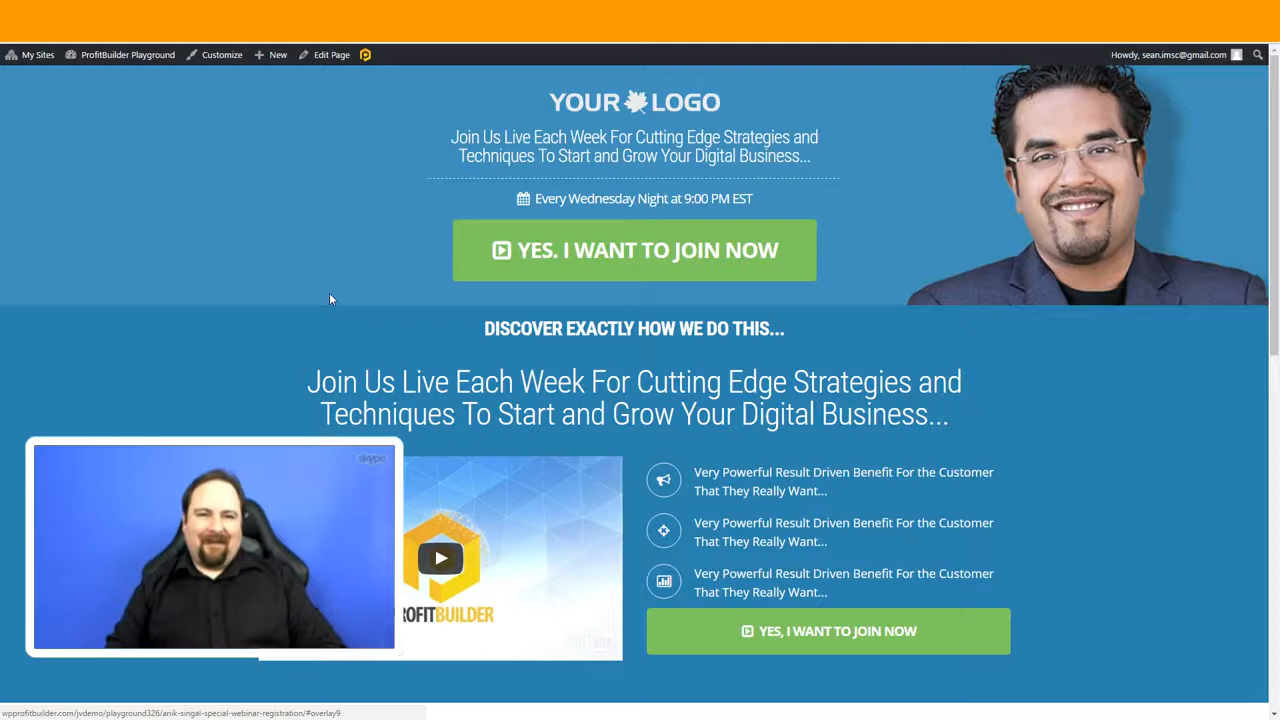 My Sites ProfitBuilder Playground Customize New Edit Page Howdy, sean.imsc@gmail.com
YOUR LOGO
Join Us Live Each Week For Cutting Edge Strategies and
Techniques To Start and Grow Your Digital Business...
Every Wednesday Night at 9:00 PM EST
YES. I WANT TO JOIN NOW
DISCOVER EXACTLY HOW WE DO THIS...
Join Us Live Each Week For Cutting Edge Strategies and
Techniques To Start and Grow Your Digital Business...
skype
ROFITBUILDER
Very Powerful Result Driven Benefit For the Customer
That They Really Want...
Very Powerful Result Driven Benefit For the Customer
That They Really Want...
Very Powerful Result Driven Benefit For the Customer
That They Really Want...
YES, I WANT TO JOIN NOW
wpprofitbuilder.com/jvdemo/playground326/anik-singal-special-webinar-registration/#overlay9